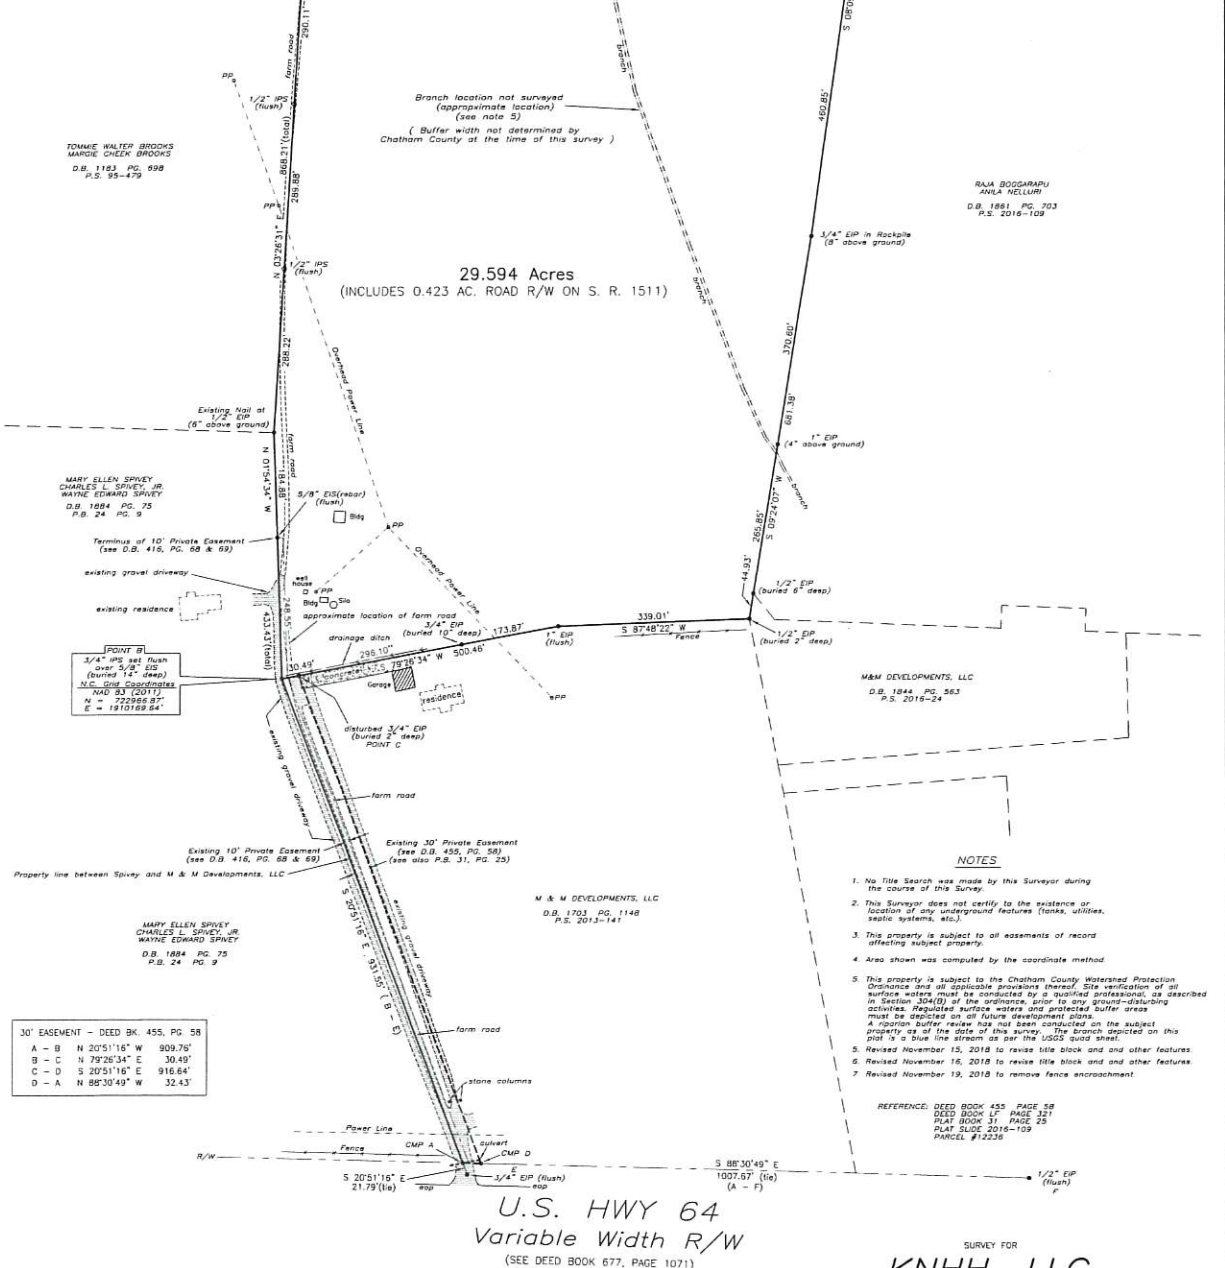 290.11'
farm road
S 08°09
branch
PP
1/2" IPS
(flush)
Branch location not surveyed
(approximate location)
(see note 5)
( Buffer width not determined by
Chatham County at the time of this survey )
460.85'
868.21'(total)
TOMMIE WALTER BROOKS
MARGIE CHEEK BROOKS
D.B. 1183 PG. 698
P.S. 95-479
289.88'
PP
RAJA BOGGARAPU
ANILA NELLURI
D.B. 1861 PG. 703
P.S. 2016-109
N 03°26'31" E
3/4" EIP in Rockpile
(8" above ground)
1/2" IPS
(flush)
29.594 Acres
(INCLUDES 0.423 AC. ROAD R/W ON S. R. 1511)
branch
288.22'
Overhead Power Line
370.60'
681.38'
Existing Nail at
1/2" EIP
(6" above ground)
1" EIP
(4" above ground)
farm road
N 01°54'34" W
184.88'
MARY ELLEN SPIVEY
CHARLES L. SPIVEY, JR.
WAYNE EDWARD SPIVEY
D.B. 1884 PG. 75
P.B. 24 PG. 9
5/8" EIS(rebar)
(flush)
Bldg
PP
branch
S 09°24'07" W
265.85'
Terminus of 10' Private Easement
(see D.B. 416, PG. 68 & 69)
Overhead Power Line
existing gravel driveway
well
house
PP
44.93'
1/2" EIP
(buried 6" deep)
existing residence
Bldg
Silo
248.55'
433.43'(total)
approximate location of farm road
3/4" EIP
(buried 10" deep)
173.87'
1" EIP
(flush)
339.01'
S 87°48'22" W
Fence
1/2" EIP
(buried 2" deep)
drainage ditch
296.10'
500.46'
S 79°26'34" W
30.49'
(concrete)
POINT B
3/4" IPS set flush
over 5/8" EIS
(buried 14" deep)
N.C. Grid Coordinates
NAD 83 (2011)
N = 722966.87'
E = 1910169.64'
Garage
residence
PP
M&M DEVELOPMENTS, LLC
D.B. 1844 PG. 563
P.S. 2016-24
disturbed 3/4" EIP
(buried 2" deep)
POINT C
existing gravel driveway
farm road
Existing 10' Private Easement
(see D.B. 416, PG. 68 & 69)
Existing 30' Private Easement
(see D.B. 455, PG. 58)
(see also P.B. 31, PG. 25)
Property line between Spivey and M & M Developments, LLC
S 20°51'16" E 931.55' ( B - E)
existing gravel driveway
M & M DEVELOPMENTS, LLC
D.B. 1703 PG. 1148
P.S. 2013-141
MARY ELLEN SPIVEY
CHARLES L. SPIVEY, JR.
WAYNE EDWARD SPIVEY
D.B. 1884 PG. 75
P.B. 24 PG. 9
NOTES
1. No Title Search was made by this Surveyor during
the course of this Survey.
2. This Surveyor does not certify to the existence or
location of any underground features (tanks, utilities,
septic systems, etc.).
3. This property is subject to all easements of record
affecting subject property.
4. Area shown was computed by the coordinate method.
5. This property is subject to the Chatham County Watershed Protection
Ordinance and all applicable provisions thereof. Site verification of all
surface waters must be conducted by a qualified professional, as described
in Section 304(B) of the ordinance, prior to any ground-disturbing
activities. Regulated surface waters and protected buffer areas
must be depicted on all future development plans.
A riparian buffer review has not been conducted on the subject
property as of the date of this survey. The branch depicted on this
plat is a blue line stream as per the USGS quad sheet.
5. Revised November 15, 2018 to revise title block and and other features.
6. Revised November 16, 2018 to revise title block and and other features.
7. Revised November 19, 2018 to remove fence encroachment.
REFERENCE: DEED BOOK 455 PAGE 58
DEED BOOK LF PAGE 321
PLAT BOOK 31 PAGE 25
PLAT SLIDE 2016-109
PARCEL #12236
30' EASEMENT - DEED BK. 455, PG. 58
A - B N 20°51'16" W 909.76'
B - C N 79°26'34" E 30.49'
C - D S 20°51'16" E 916.64'
D - A N 88°30'49" W 32.43'
farm road
stone columns
Power Line
Fence
CMP A
culvert
CMP D
R/W
E
S 20°51'16" E
21.79'(tie)
eop
3/4" EIP (flush)
eop
S 88°30'49" E
1007.67' (tie)
(A - F)
1/2" EIP
(flush)
F
U.S. HWY 64
Variable Width R/W
(SEE DEED BOOK 677, PAGE 1071)
SURVEY FOR
KNHH, LLC